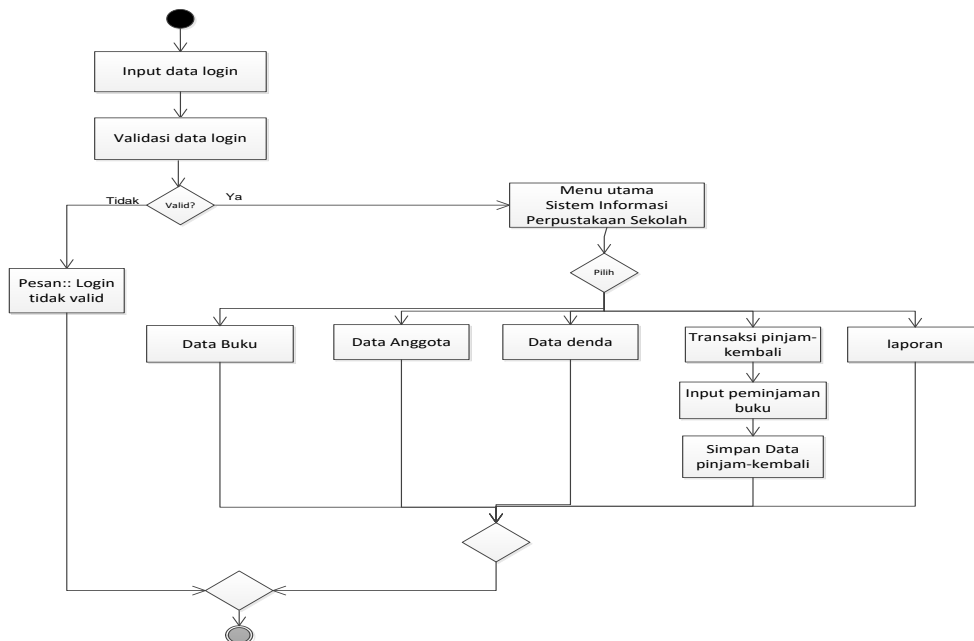 Input data login
Validasi data login
Tidak
Valid?
Ya
Menu utama
Sistem Informasi
Perpustakaan Sekolah
Pilih
Pesan:: Login
tidak valid
Data Buku
Data Anggota
Data denda
Transaksi pinjam-
kembali
laporan
Input peminjaman
buku
Simpan Data
pinjam-kembali